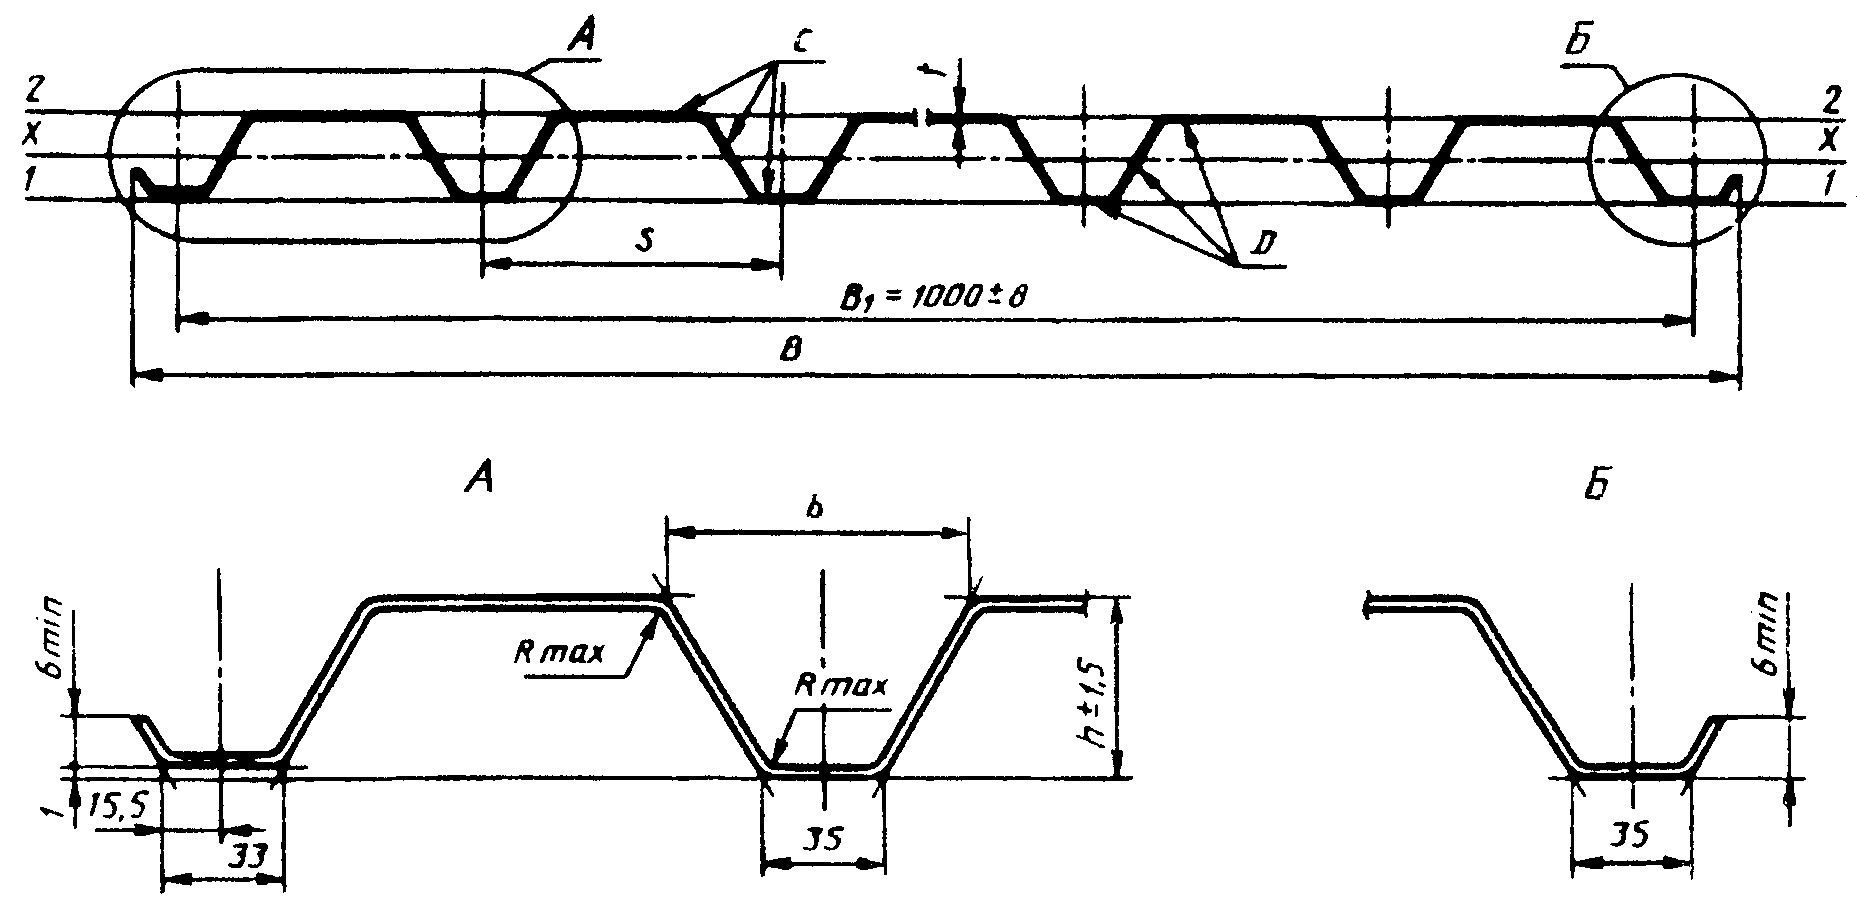 А
С
t
Б
2
2
X
X
1
1
S
D
B₁ = 1000 ± 8
B
А
Б
b
6 min
R max
R max
h ± 1,5
6 min
1
15,5
33
35
35